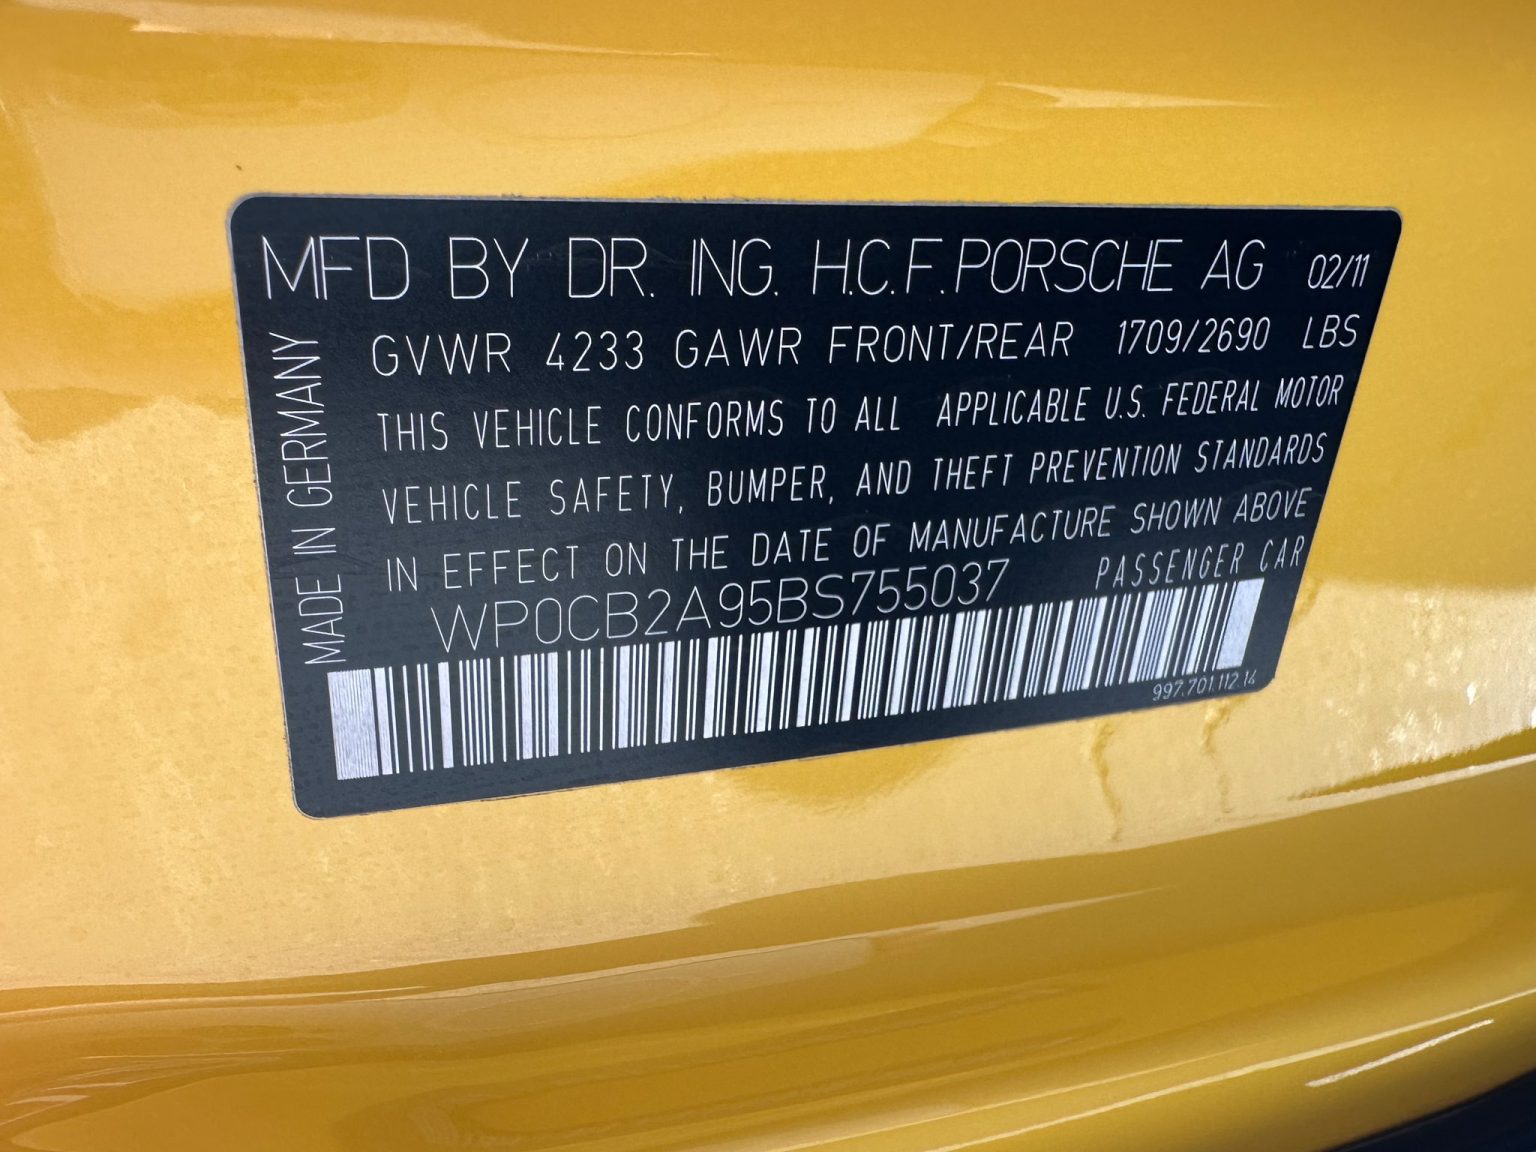 MFD BY DR. ING. H.C.F. PORSCHE AG 02/11
GVWR 4233 GAWR FRONT/REAR 1709/2690 LBS
THIS VEHICLE CONFORMS TO ALL APPLICABLE U.S. FEDERAL MOTOR
VEHICLE SAFETY, BUMPER, AND THEFT PREVENTION STANDARDS
IN EFFECT ON THE DATE OF MANUFACTURE SHOWN ABOVE
WP0CB2A95BS755037 PASSENGER CAR
997.701.112.14
MADE IN GERMANY